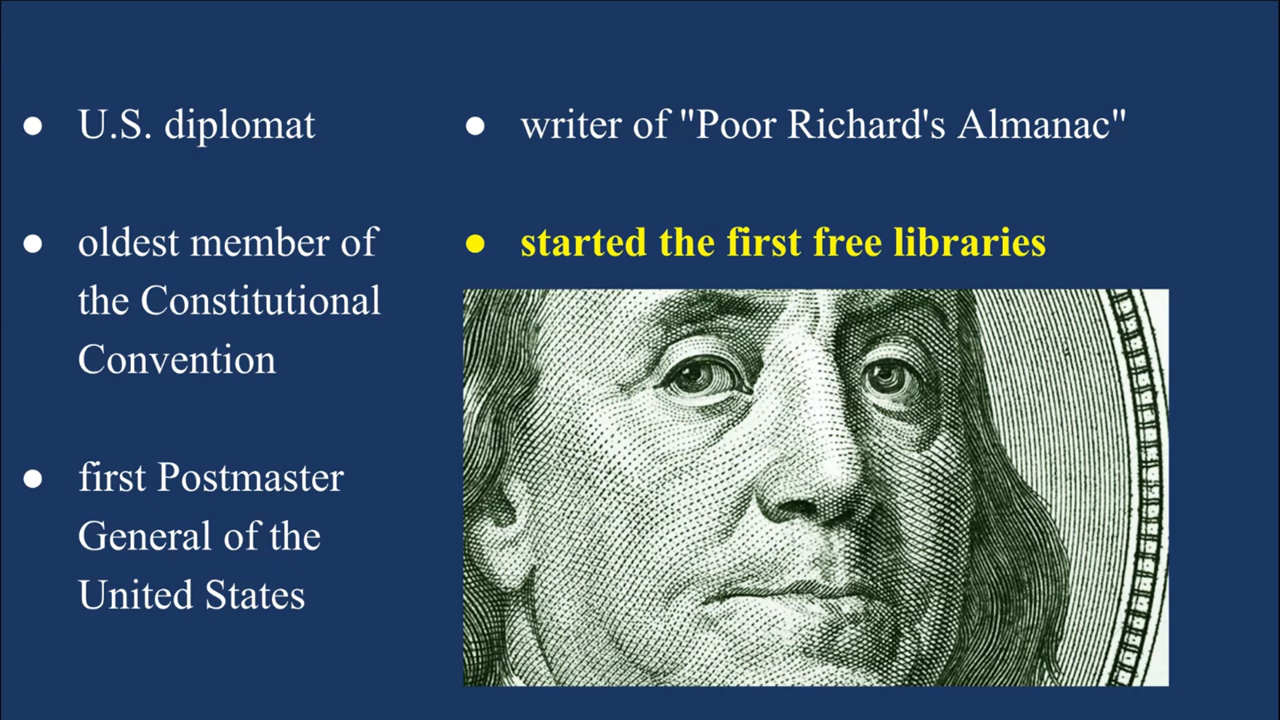 ● U.S. diplomat
● oldest member of
the Constitutional
Convention
● first Postmaster
General of the
United States
● writer of "Poor Richard's Almanac"
● started the first free libraries